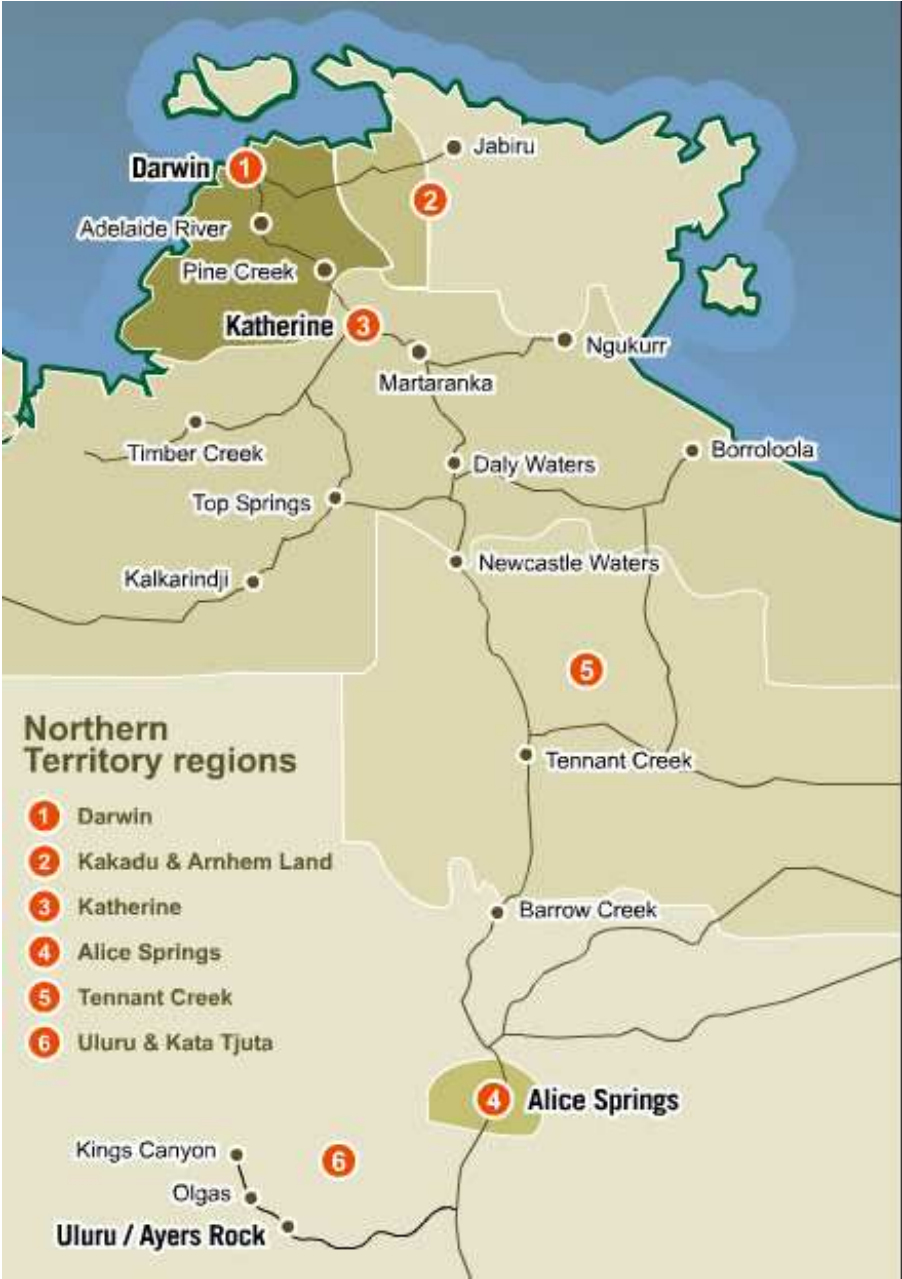 Jabiru
Darwin 1
2
Adelaide River
Pine Creek
Katherine 3
Ngukurr
Martaranka
Timber Creek
Daly Waters
Borroloola
Top Springs
Newcastle Waters
Kalkarindji
5
Tennant Creek
Northern
Territory regions
1 Darwin
2 Kakadu & Arnhem Land
3 Katherine
4 Alice Springs
5 Tennant Creek
6 Uluru & Kata Tjuta
Barrow Creek
4 Alice Springs
Kings Canyon
6
Olgas
Uluru / Ayers Rock